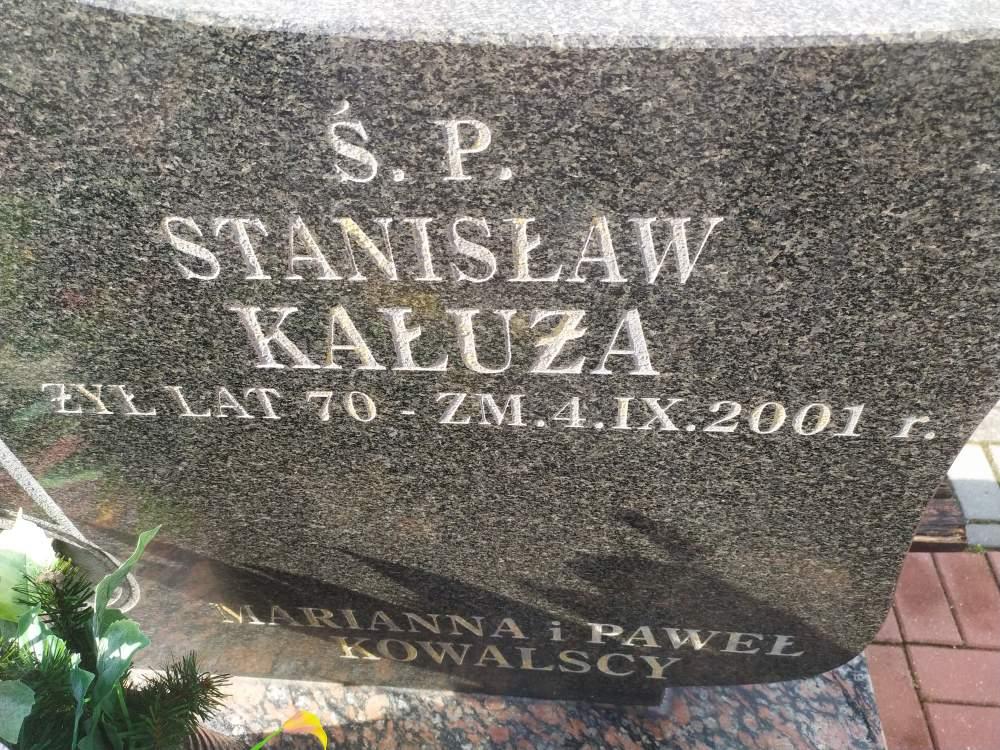 Ś. P.
STANISŁAW
KAŁUŻA
ŻYŁ LAT 70 - ZM.4.IX.2001 r.
MARIANNA i PAWEŁ
KOWALSCY